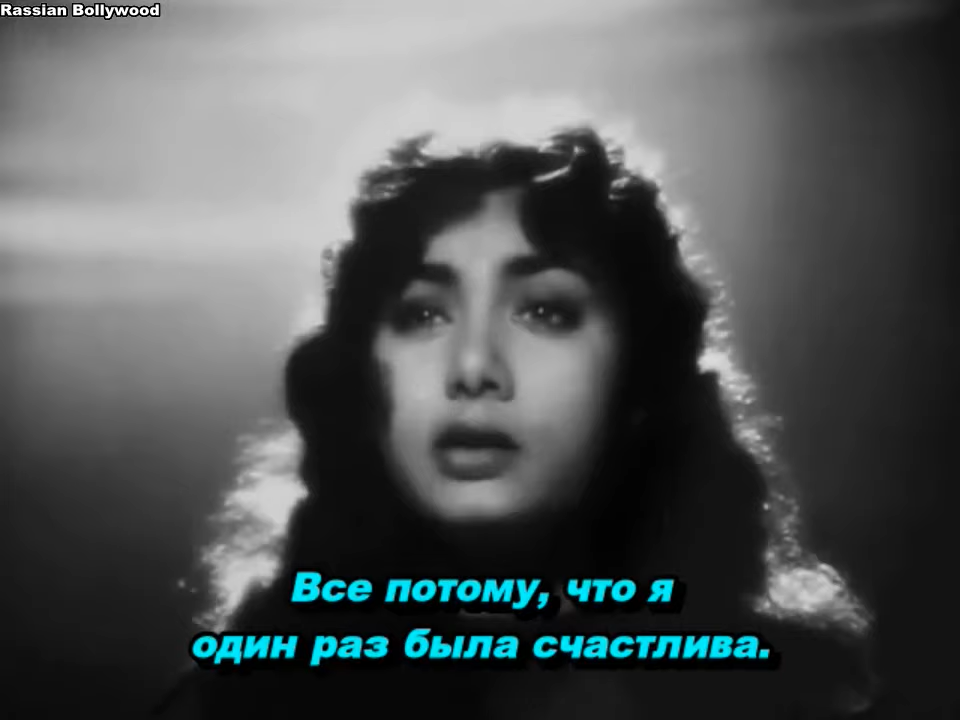 Rassian Bollywood
Все потому, что я
один раз была счастлива.